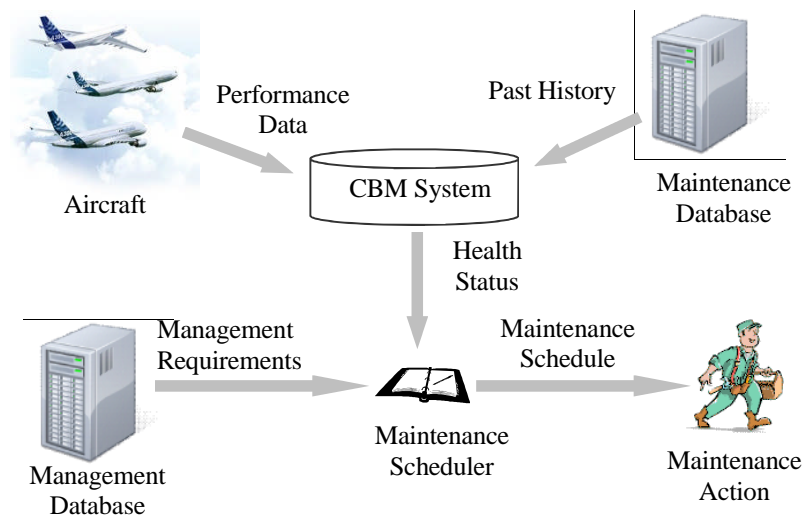 Performance
Data
Past History
Aircraft
CBM System
Maintenance
Database
Health
Status
Management
Requirements
Maintenance
Schedule
Maintenance
Scheduler
Management
Database
Maintenance
Action